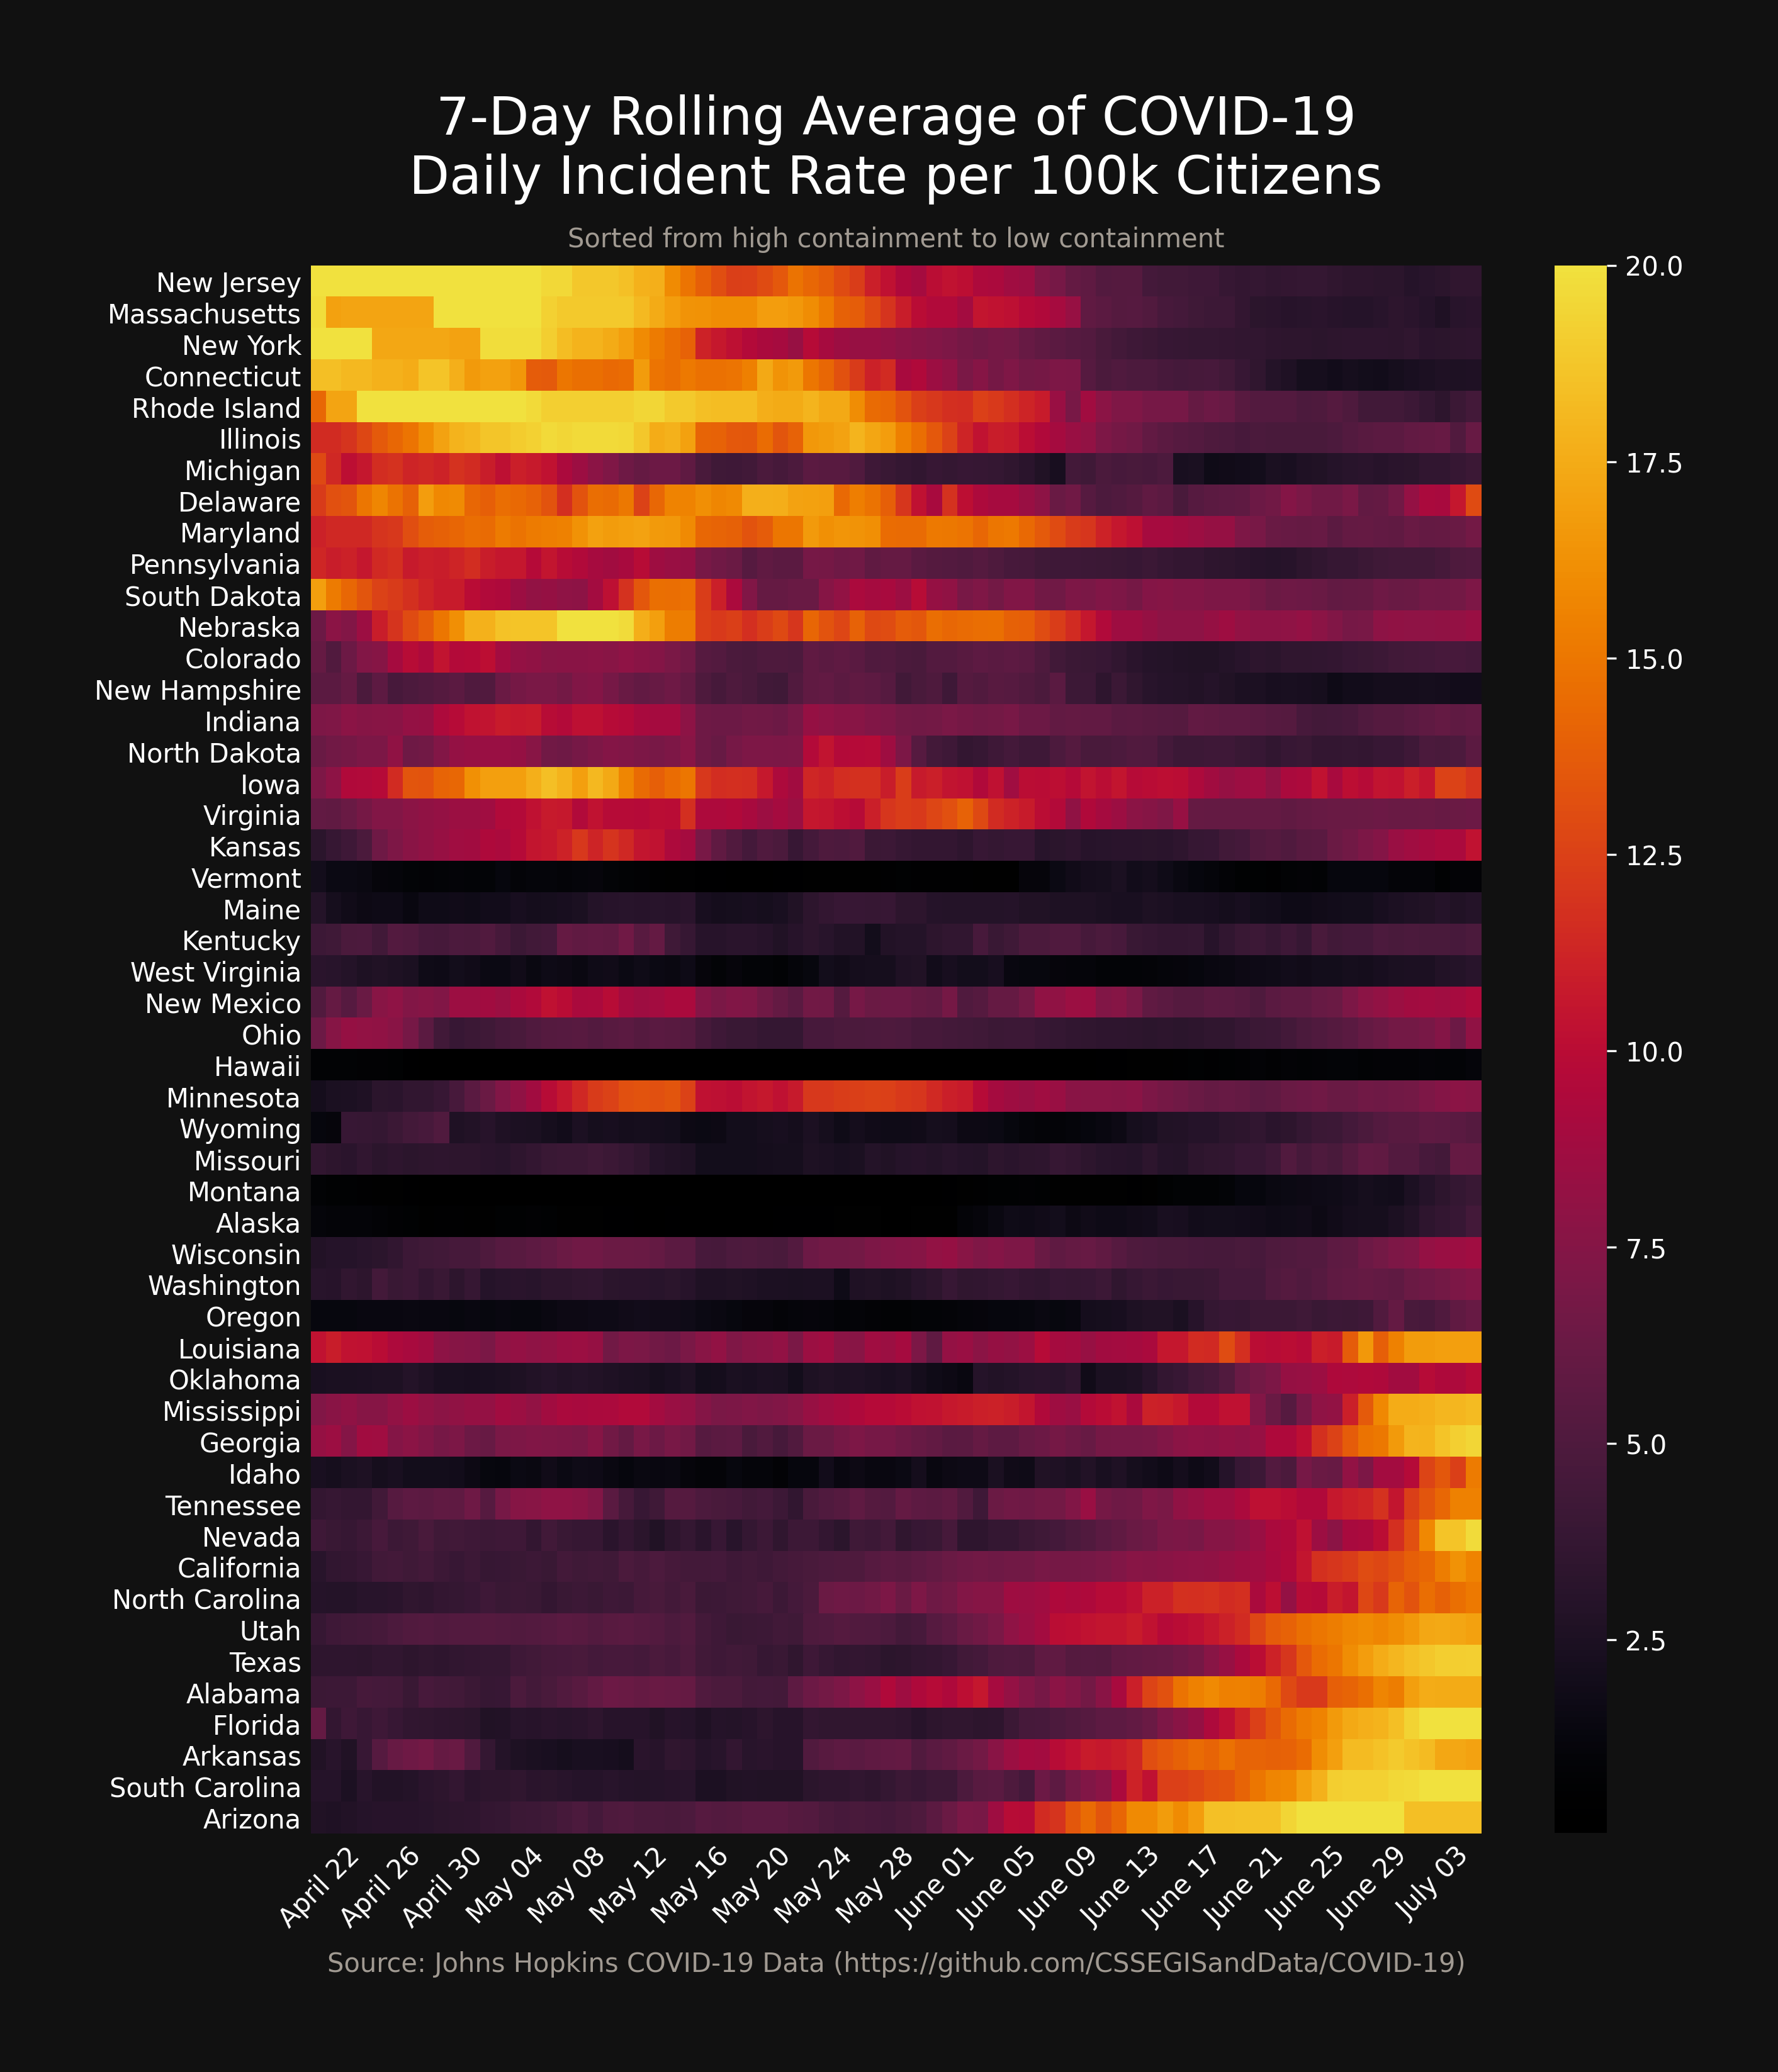 7-Day Rolling Average of COVID-19
Daily Incident Rate per 100k Citizens
Sorted from high containment to low containment
New Jersey
Massachusetts
New York
Connecticut
Rhode Island
Illinois
Michigan
Delaware
Maryland
Pennsylvania
South Dakota
Nebraska
Colorado
New Hampshire
Indiana
North Dakota
Iowa
Virginia
Kansas
Vermont
Maine
Kentucky
West Virginia
New Mexico
Ohio
Hawaii
Minnesota
Wyoming
Missouri
Montana
Alaska
Wisconsin
Washington
Oregon
Louisiana
Oklahoma
Mississippi
Georgia
Idaho
Tennessee
Nevada
California
North Carolina
Utah
Texas
Alabama
Florida
Arkansas
South Carolina
Arizona
20.0
17.5
15.0
12.5
10.0
7.5
5.0
2.5
April 22
April 26
April 30
May 04
May 08
May 12
May 16
May 20
May 24
May 28
June 01
June 05
June 09
June 13
June 17
June 21
June 25
June 29
July 03
Source: Johns Hopkins COVID-19 Data (https://github.com/CSSEGISandData/COVID-19)